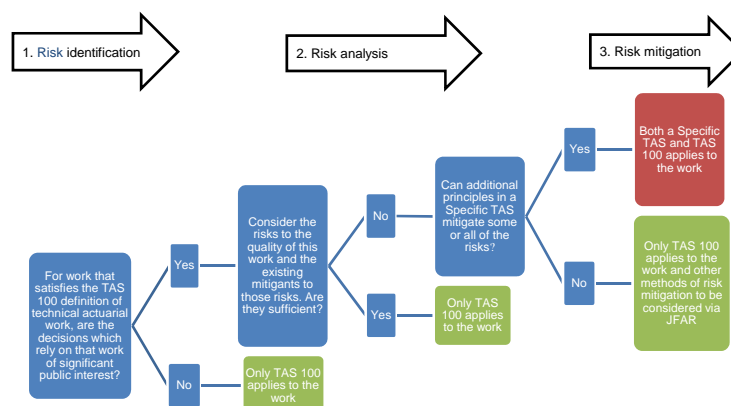 1. Risk identification
2. Risk analysis
3. Risk mitigation
For work that
satisfies the TAS
100 definition of
technical actuarial
work, are the
decisions which
rely on that work
of significant
public interest?
Yes
No
Consider the
risks to the
quality of this
work and the
existing
mitigants to
those risks. Are
they sufficient?
Only TAS 100
applies to the
work
No
Yes
Can additional
principles in a
Specific TAS
mitigate some
or all of the
risks?
Only TAS
100 applies
to the work
Yes
No
Both a Specific
TAS and TAS
100 applies to
the work
Only TAS 100
applies to the
work and other
methods of risk
mitigation to be
considered via
JFAR